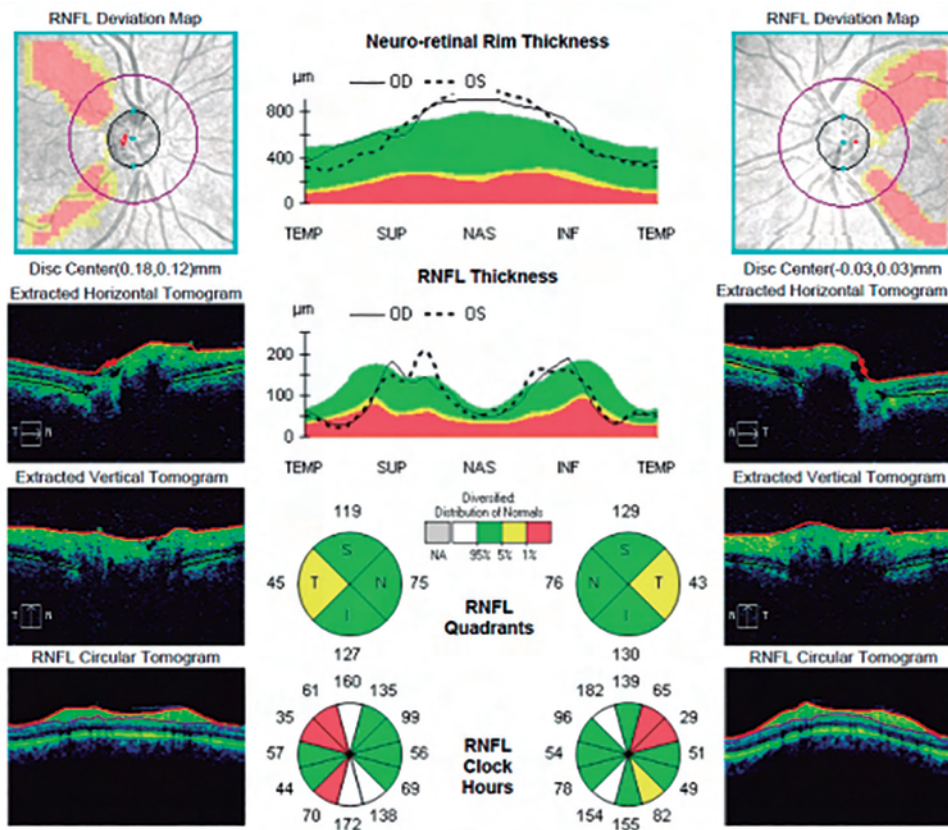 RNFL Deviation Map
Disc Center(0.18,0.12)mm
Extracted Horizontal Tomogram
T N
Extracted Vertical Tomogram
T N
RNFL Circular Tomogram
Neuro-retinal Rim Thickness
µm
OD OS
800
400
0
TEMP SUP NAS INF TEMP
RNFL Thickness
µm
OD OS
200
100
0
TEMP SUP NAS INF TEMP
Diversified
Distribution of Normals
NA 95% 5% 1%
119
S
45 T N 75
I
127
RNFL
Quadrants
129
S
76 N T 43
I
130
160
61 135
35 99
57 56
44 69
70 138
172
RNFL
Clock
Hours
139
182 65
96 29
54 51
78 49
154 82
155
RNFL Deviation Map
Disc Center(-0.03,0.03)mm
Extracted Horizontal Tomogram
N T
Extracted Vertical Tomogram
N T
RNFL Circular Tomogram